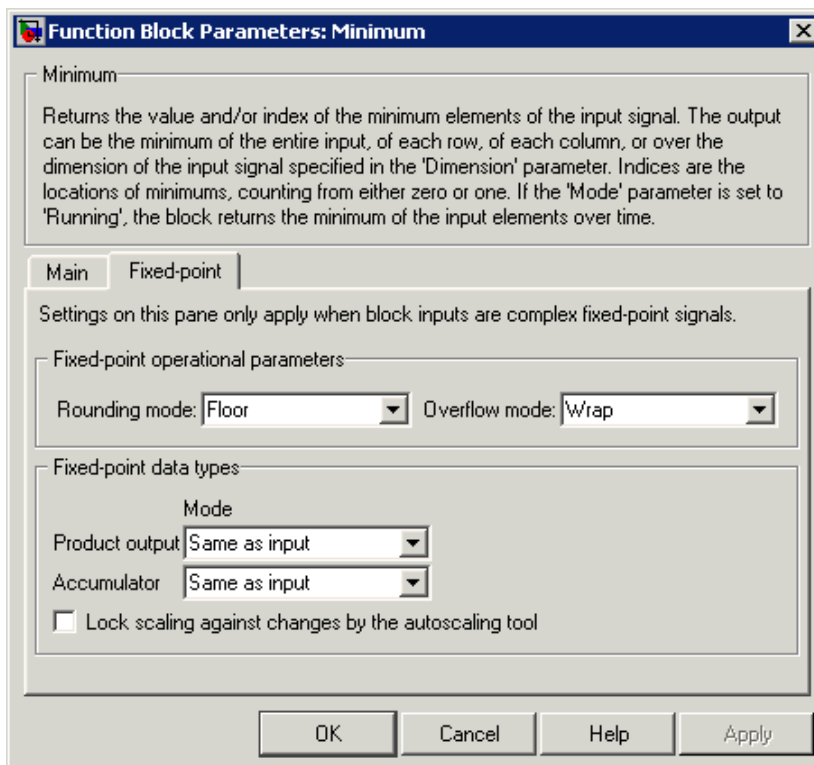 Function Block Parameters: Minimum
Minimum
Returns the value and/or index of the minimum elements of the input signal. The output
can be the minimum of the entire input, of each row, of each column, or over the
dimension of the input signal specified in the 'Dimension' parameter. Indices are the
locations of minimums, counting from either zero or one. If the 'Mode' parameter is set to
'Running', the block returns the minimum of the input elements over time.
Main Fixed-point
Settings on this pane only apply when block inputs are complex fixed-point signals.
Fixed-point operational parameters
Rounding mode: Floor Overflow mode: Wrap
Fixed-point data types
Mode
Product output Same as input
Accumulator Same as input
Lock scaling against changes by the autoscaling tool
OK Cancel Help Apply